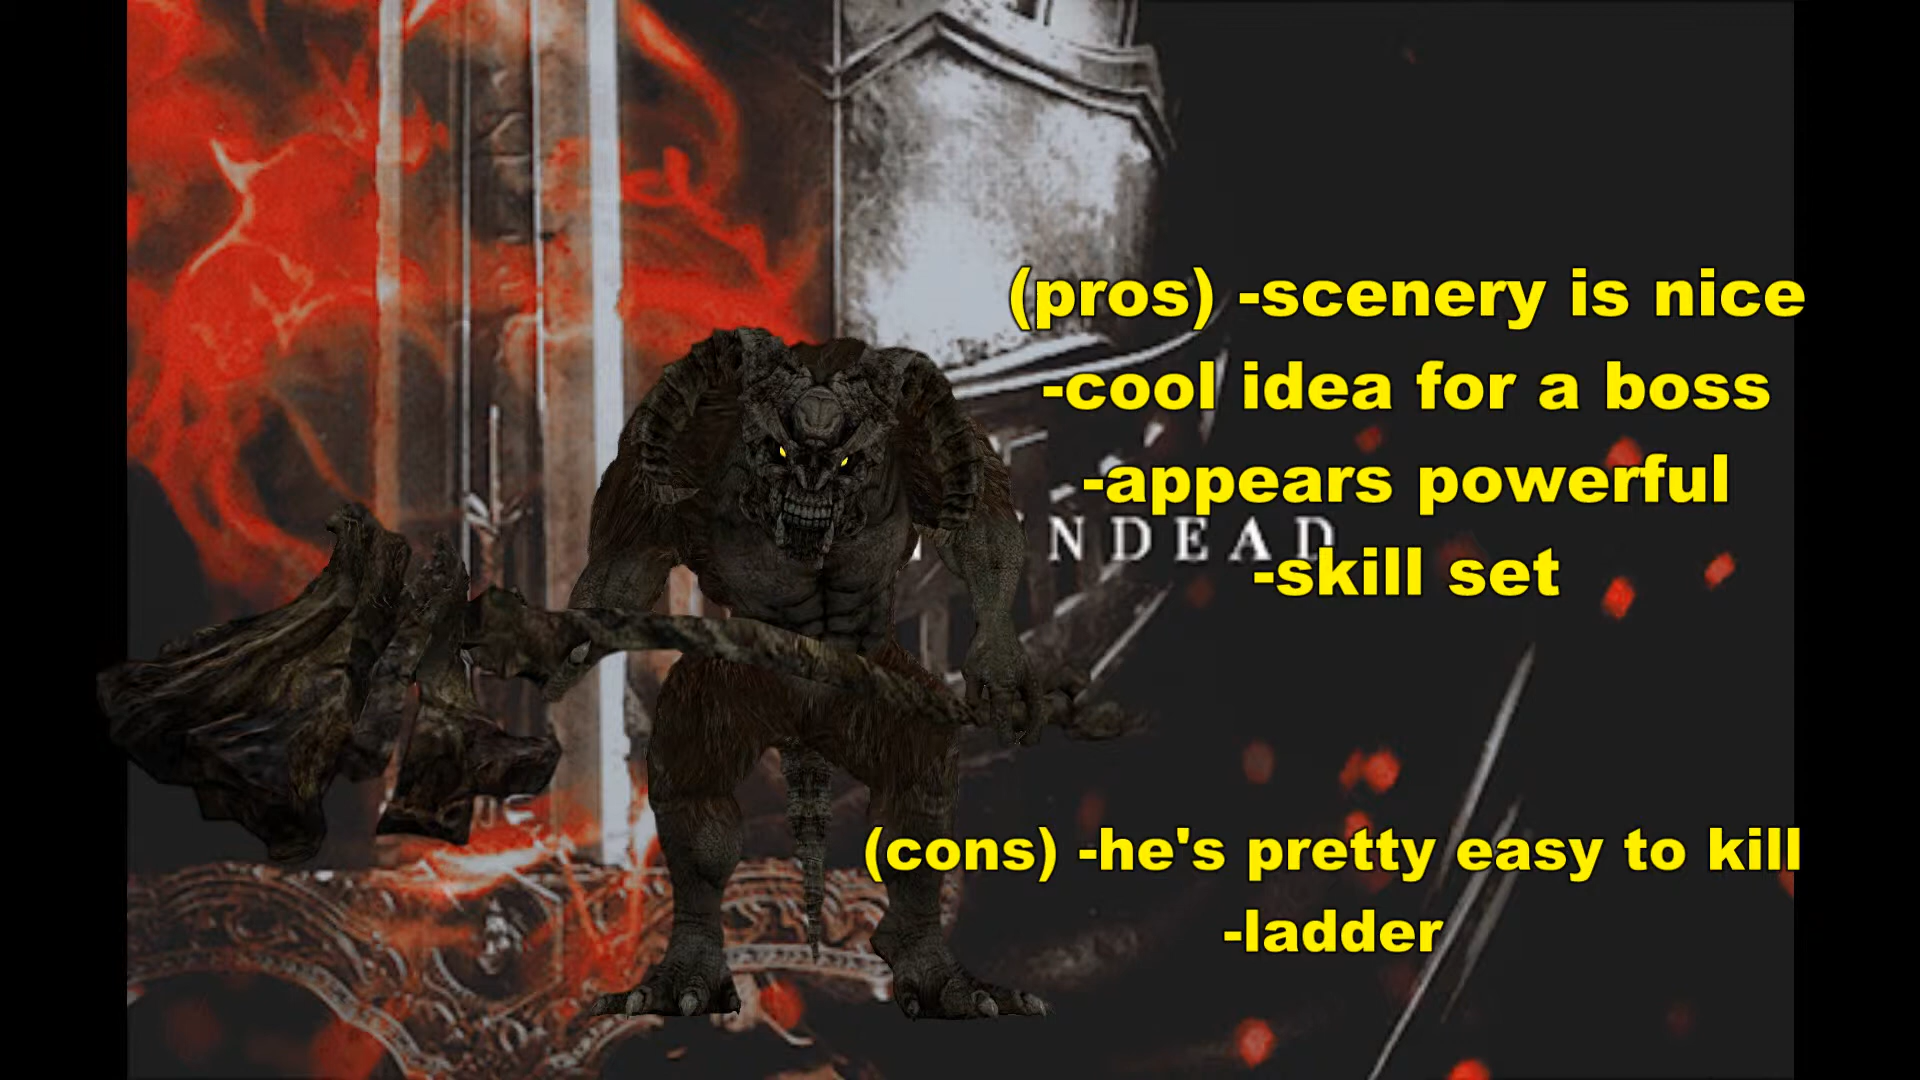 (pros) -scenery is nice
-cool idea for a boss
-appears powerful
NDEAD
-skill set
(cons) -he's pretty easy to kill
-ladder